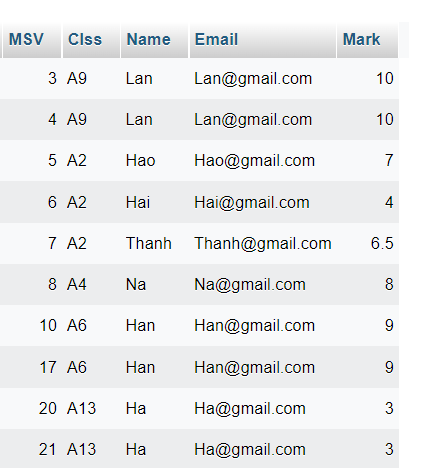 MSV Clss Name Email Mark
3 A9 Lan Lan@gmail.com 10
4 A9 Lan Lan@gmail.com 10
5 A2 Hao Hao@gmail.com 7
6 A2 Hai Hai@gmail.com 4
7 A2 Thanh Thanh@gmail.com 6.5
8 A4 Na Na@gmail.com 8
10 A6 Han Han@gmail.com 9
17 A6 Han Han@gmail.com 9
20 A13 Ha Ha@gmail.com 3
21 A13 Ha Ha@gmail.com 3